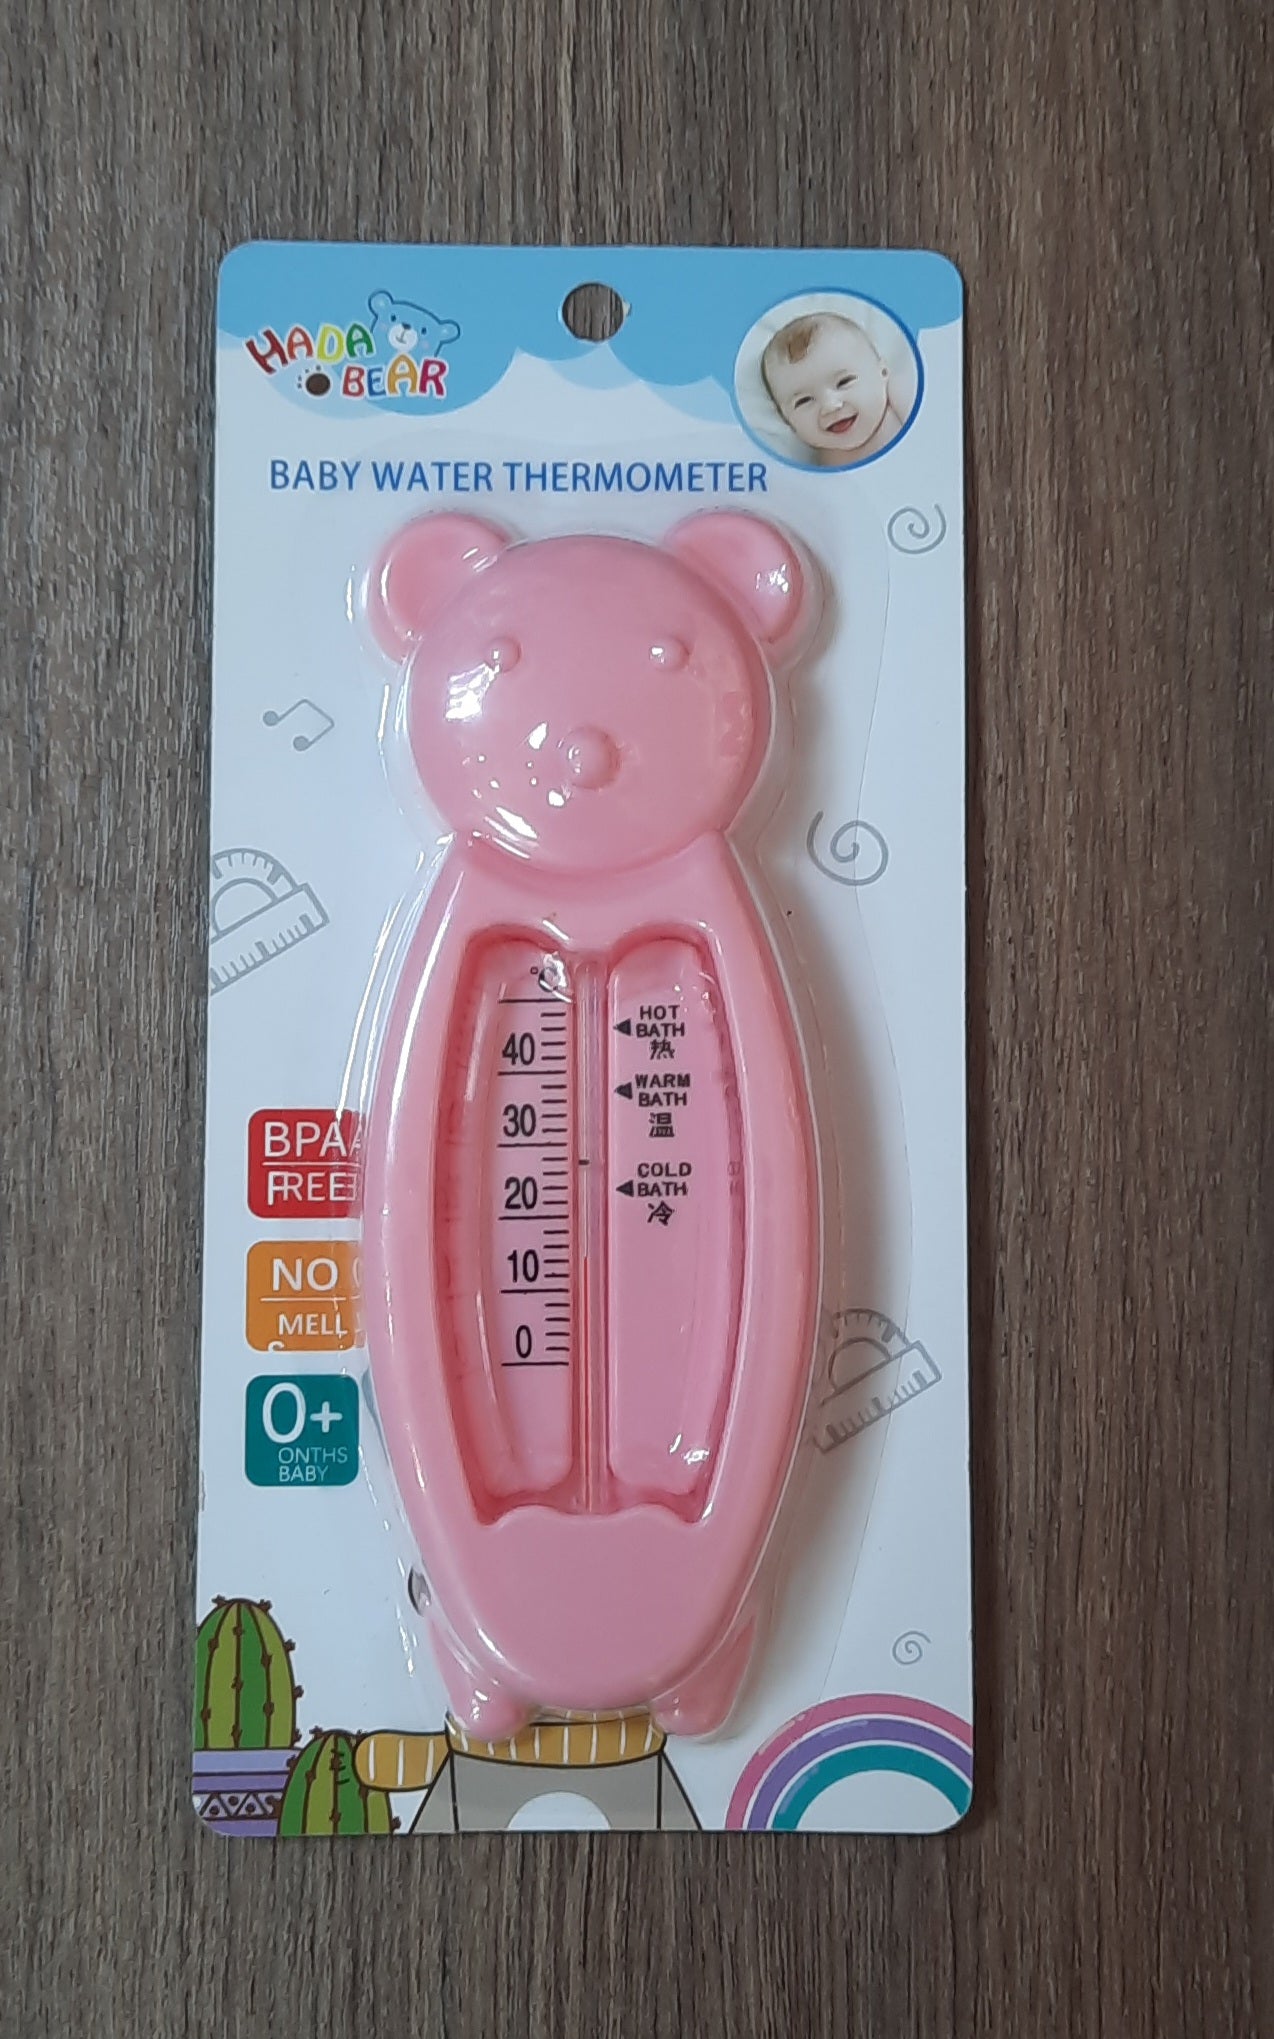 HADA
BEAR
BABY WATER THERMOMETER
°C
40
30
20
10
0
HOT
BATH
热
WARM
BATH
温
COLD
BATH
冷
BPA
FREE
NO
MELL
0+
ONTHS
BABY